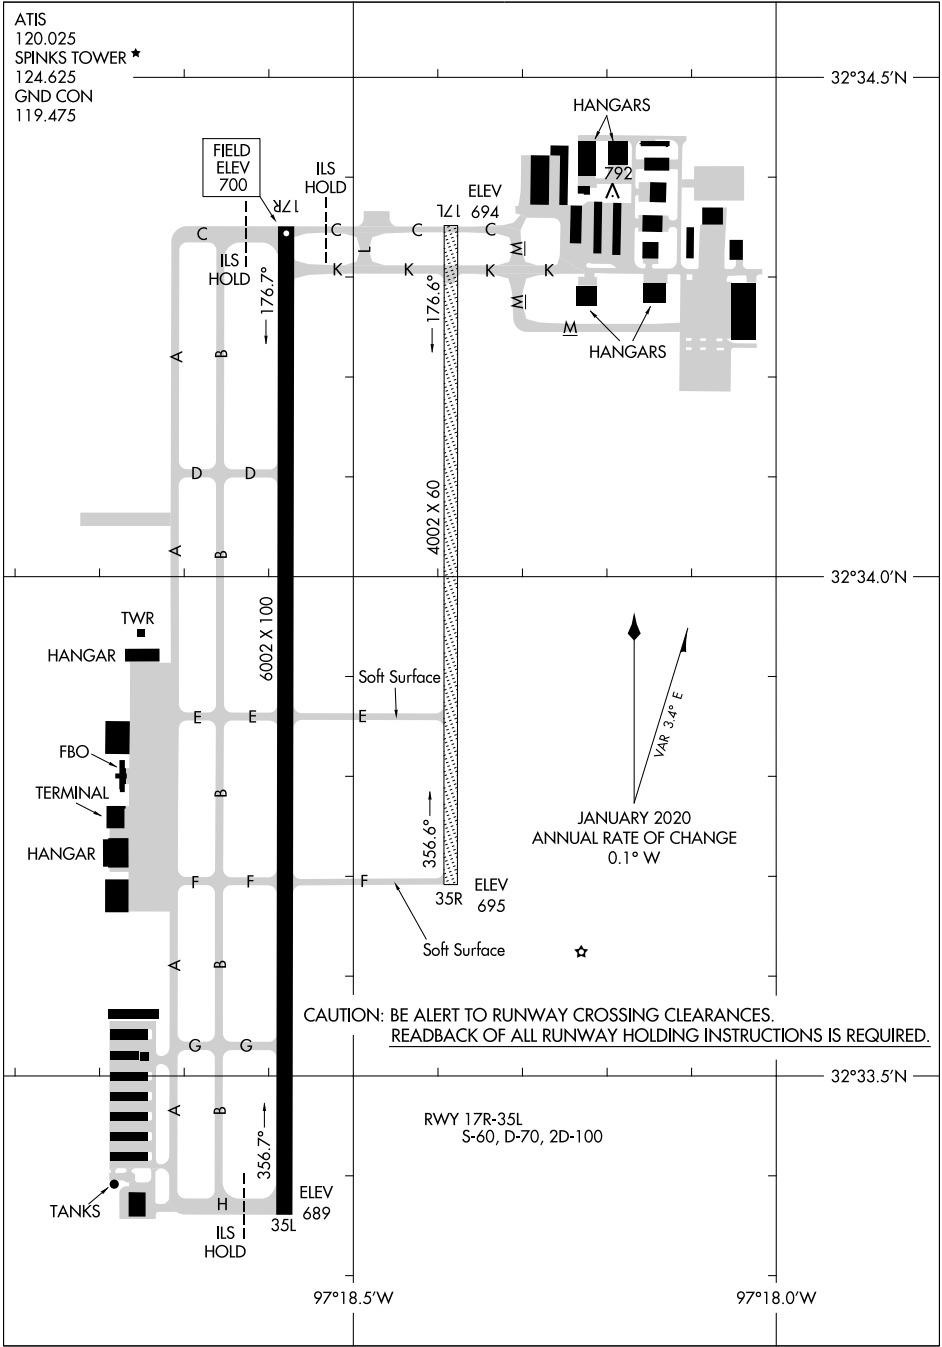 ATIS
120.025
SPINKS TOWER
124.625
GND CON
119.475
32°34.5'N
HANGARS
FIELD
ELEV
700
ILS
HOLD
792
ELEV
694
17R
17L
C
C
C
C
L
M
ILS
HOLD
K
K
K
K
176.7°
176.6°
M
M
HANGARS
A
B
D
D
4002 X 60
A
B
32°34.0'N
TWR
HANGAR
6002 X 100
Soft Surface
E
E
E
VAR 3.4° E
FBO
TERMINAL
B
HANGAR
356.6°
JANUARY 2020
ANNUAL RATE OF CHANGE
0.1° W
F
F
F
35R
ELEV
695
Soft Surface
A
B
CAUTION: BE ALERT TO RUNWAY CROSSING CLEARANCES.
READBACK OF ALL RUNWAY HOLDING INSTRUCTIONS IS REQUIRED.
G
G
32°33.5'N
A
B
356.7°
RWY 17R-35L
S-60, D-70, 2D-100
TANKS
H
ILS
HOLD
35L
ELEV
689
97°18.5'W
97°18.0'W